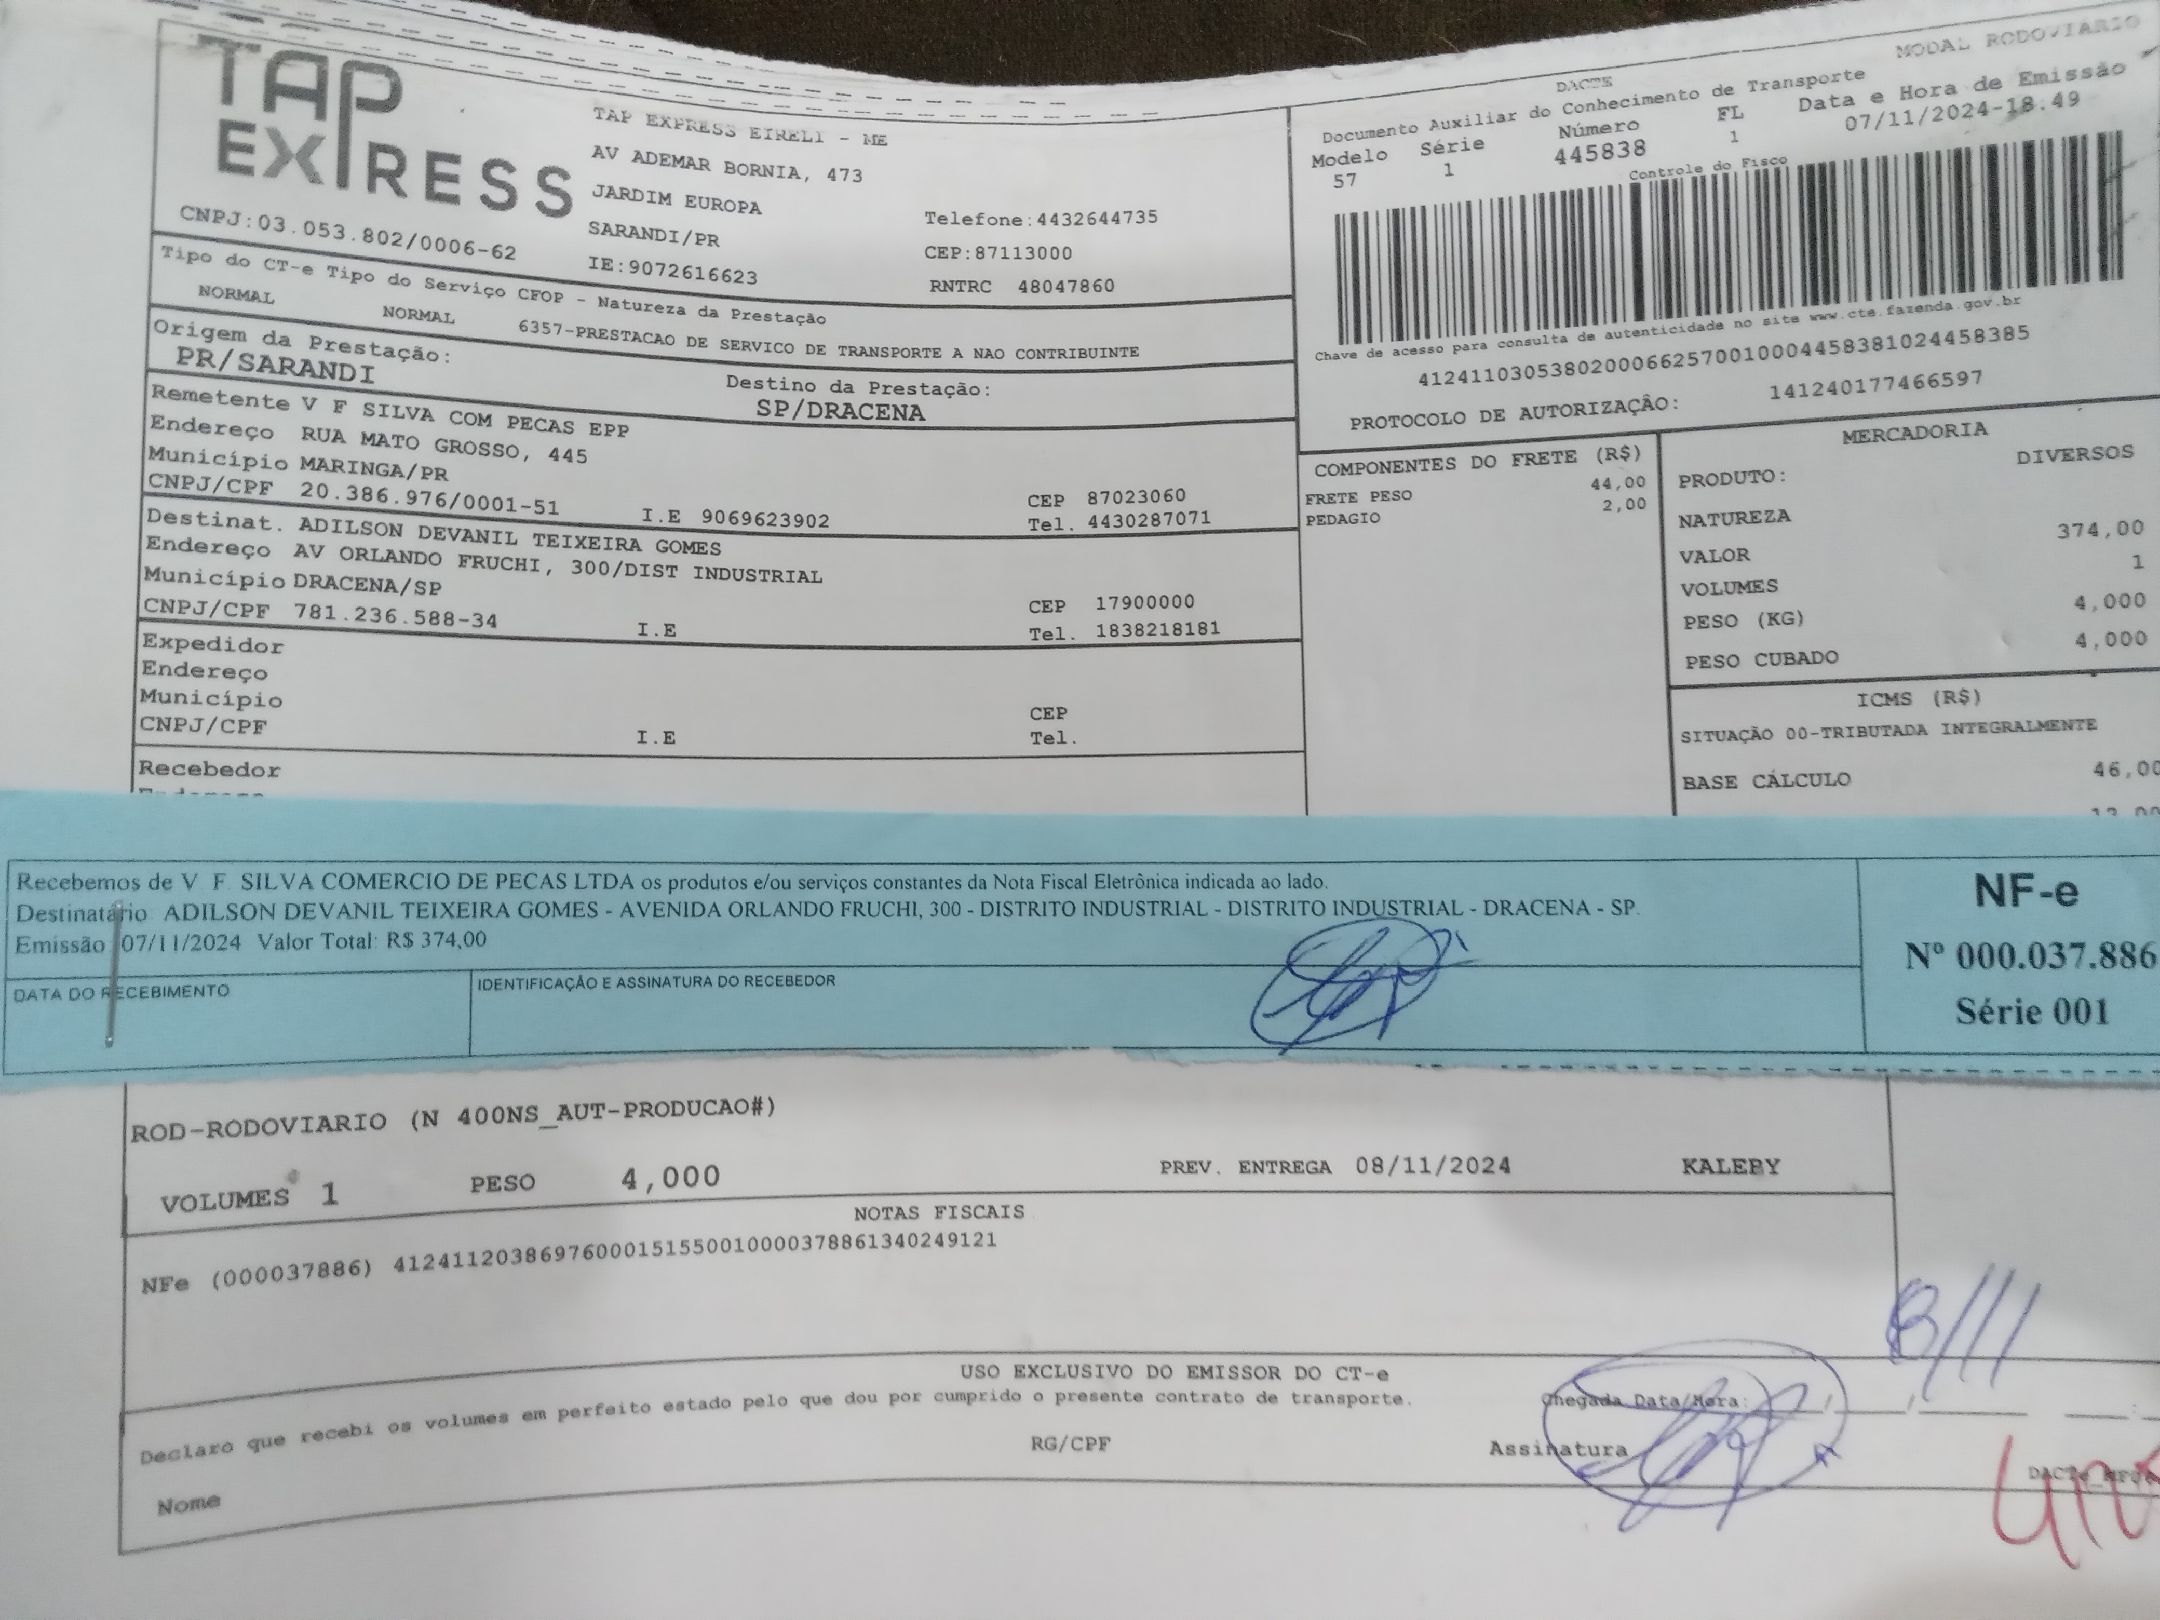 TAP
EXPRESS
CNPJ:03.053.802/0006-62
TAP EXPRESS EIRELI - ME
AV ADEMAR BORNIA, 473
JARDIM EUROPA
SARANDI/PR
IE:9072616623
Telefone:4432644735
CEP:87113000
RNTRC 48047860
DACTE
MODAL RODOVIARIO
Documento Auxiliar do Conhecimento de Transporte
Modelo Série Número FL Data e Hora de Emissão
57 1 445838 1 07/11/2024-18.49
Controle do Fisco
Chave de acesso para consulta de autenticidade no site www.cte.fazenda.gov.br
41241103053802000662570010004458381024458385
PROTOCOLO DE AUTORIZAÇÃO: 141240177466597
Tipo do CT-e Tipo do Serviço CFOP - Natureza da Prestação
NORMAL NORMAL 6357-PRESTACAO DE SERVICO DE TRANSPORTE A NAO CONTRIBUINTE
Origem da Prestação: Destino da Prestação:
PR/SARANDI SP/DRACENA
Remetente V F SILVA COM PECAS EPP
Endereço RUA MATO GROSSO, 445
Município MARINGA/PR CEP 87023060
CNPJ/CPF 20.386.976/0001-51 I.E 9069623902 Tel. 4430287071
Destinat. ADILSON DEVANIL TEIXEIRA GOMES
Endereço AV ORLANDO FRUCHI, 300/DIST INDUSTRIAL
Município DRACENA/SP CEP 17900000
CNPJ/CPF 781.236.588-34 I.E Tel. 1838218181
Expedidor
Endereço
Município CEP
CNPJ/CPF I.E Tel.
Recebedor
COMPONENTES DO FRETE (R$)
FRETE PESO 44,00
PEDAGIO 2,00
MERCADORIA
PRODUTO: DIVERSOS
NATUREZA
VALOR 374,00
VOLUMES 1
PESO (KG) 4,000
PESO CUBADO 4,000
ICMS (R$)
SITUAÇÃO 00-TRIBUTADA INTEGRALMENTE
BASE CÁLCULO 46,00
Recebemos de V F SILVA COMERCIO DE PECAS LTDA os produtos e/ou serviços constantes da Nota Fiscal Eletrônica indicada ao lado.
Destinatário ADILSON DEVANIL TEIXEIRA GOMES - AVENIDA ORLANDO FRUCHI, 300 - DISTRITO INDUSTRIAL - DISTRITO INDUSTRIAL - DRACENA - SP.
Emissão 07/11/2024 Valor Total: R$ 374,00
DATA DO RECEBIMENTO
IDENTIFICAÇÃO E ASSINATURA DO RECEBEDOR
NF-e
Nº 000.037.886
Série 001
ROD-RODOVIARIO (N 400NS_AUT-PRODUCAO#)
VOLUMES 1 PESO 4,000 PREV. ENTREGA 08/11/2024 KALEBY
NOTAS FISCAIS
NFe (000037886) 41241120386976000151550010000378861340249121
8/11
USO EXCLUSIVO DO EMISSOR DO CT-e
Declaro que recebi os volumes em perfeito estado pelo que dou por cumprido o presente contrato de transporte.
Chegada Data/Hora:
RG/CPF
Assinatura
Nome